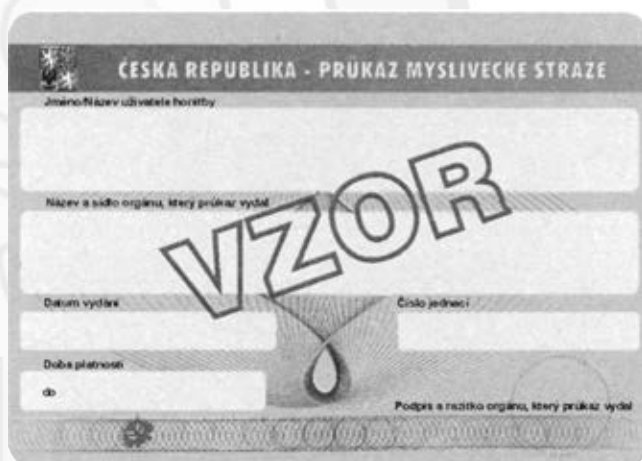 ČESKÁ REPUBLIKA - PRŮKAZ MYSLIVECKÉ STRÁŽE
Jméno/Název uživatele honitby
Název a sídlo orgánu, který průkaz vydal
VZOR
Datum vydání
Číslo jednací
Doba platnosti
do
Podpis a razítko orgánu, který průkaz vydal